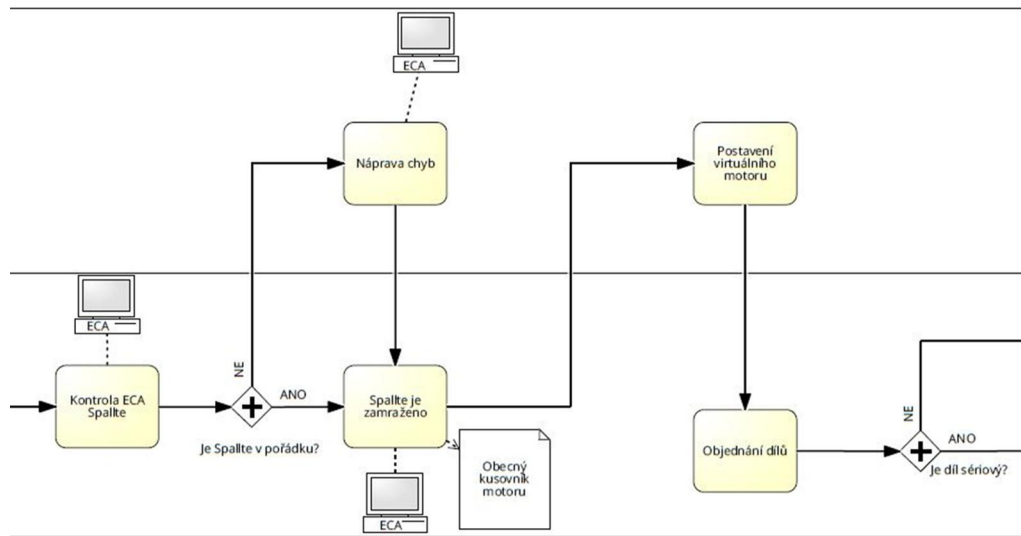 ECA
Náprava chyb
Postavení
virtuálního
motoru
ECA
Kontrola ECA
Spallte
NE
ANO
Je Spallte v pořádku?
Spallte je
zamraženo
ECA
Obecný
kusovník
motoru
Objednání dílů
NE
ANO
Je díl sériový?